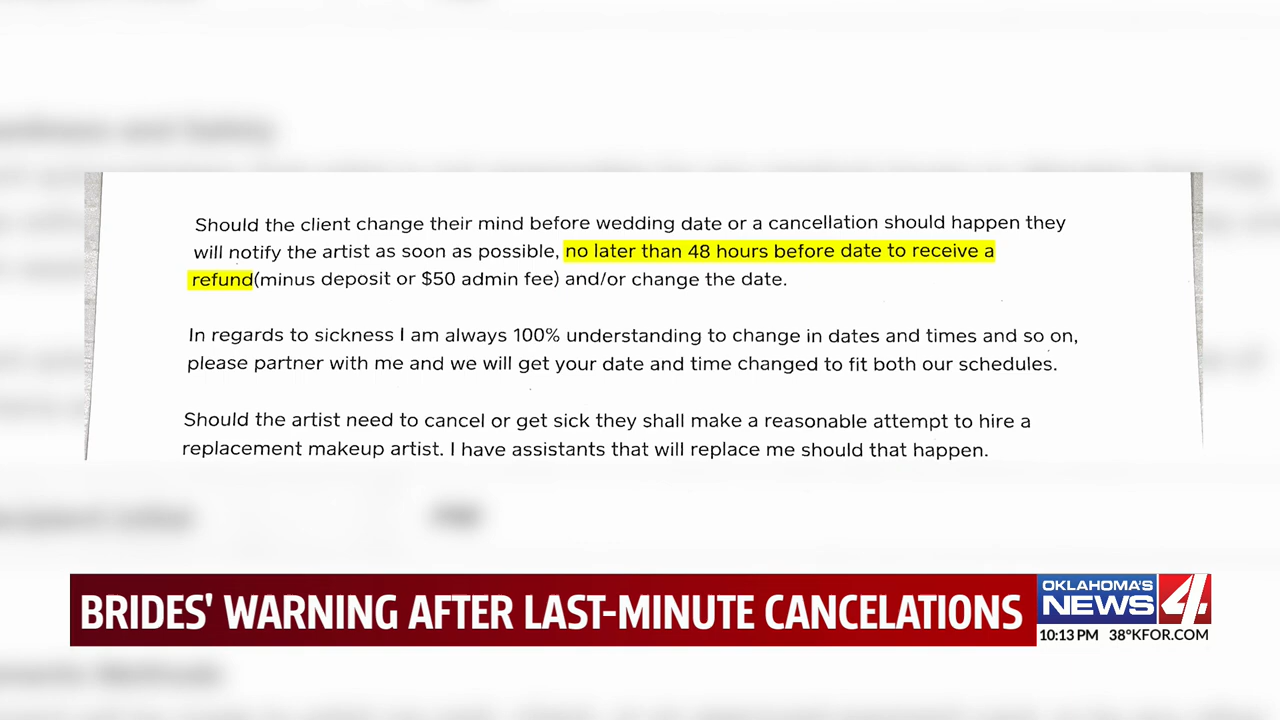 Should the client change their mind before wedding date or a cancellation should happen they
will notify the artist as soon as possible, no later than 48 hours before date to receive a
refund(minus deposit or $50 admin fee) and/or change the date.
In regards to sickness I am always 100% understanding to change in dates and times and so on,
please partner with me and we will get your date and time changed to fit both our schedules.
Should the artist need to cancel or get sick they shall make a reasonable attempt to hire a
replacement makeup artist. I have assistants that will replace me should that happen.
BRIDES' WARNING AFTER LAST-MINUTE CANCELATIONS
OKLAHOMA'S
NEWS 4
10:13 PM 38° KFOR.COM